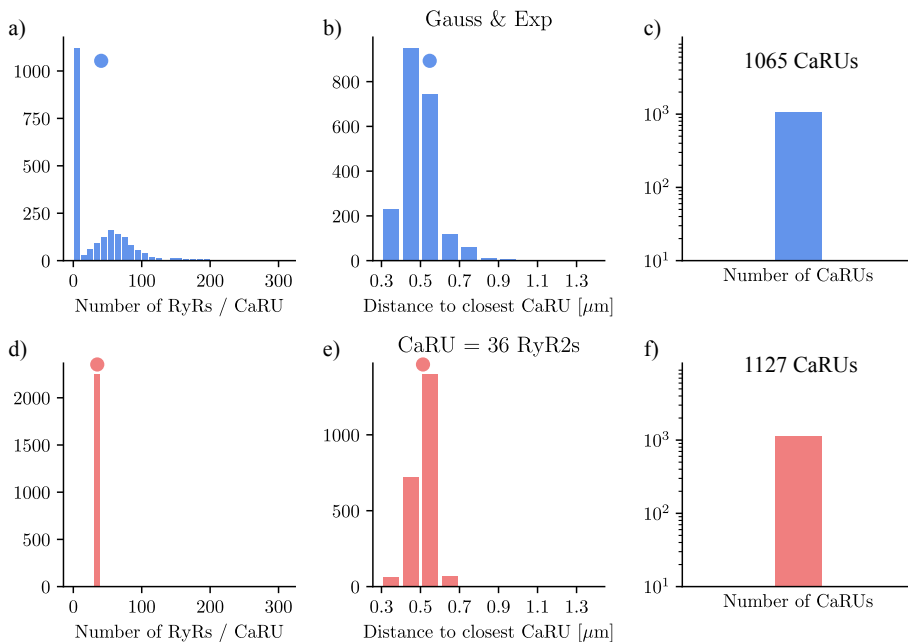 Gauss & Exp
a)
b)
c)
1000
750
500
250
0
0 100 200 300
Number of RyRs / CaRU
800
600
400
200
0
0.3 0.5 0.7 0.9 1.1 1.3
Distance to closest CaRU [μm]
1065 CaRUs
10³
10²
10¹
Number of CaRUs
CaRU = 36 RyR2s
d)
e)
f)
2000
1500
1000
500
0
0 100 200 300
Number of RyRs / CaRU
1000
500
0
0.3 0.5 0.7 0.9 1.1 1.3
Distance to closest CaRU [μm]
1127 CaRUs
10³
10²
10¹
Number of CaRUs